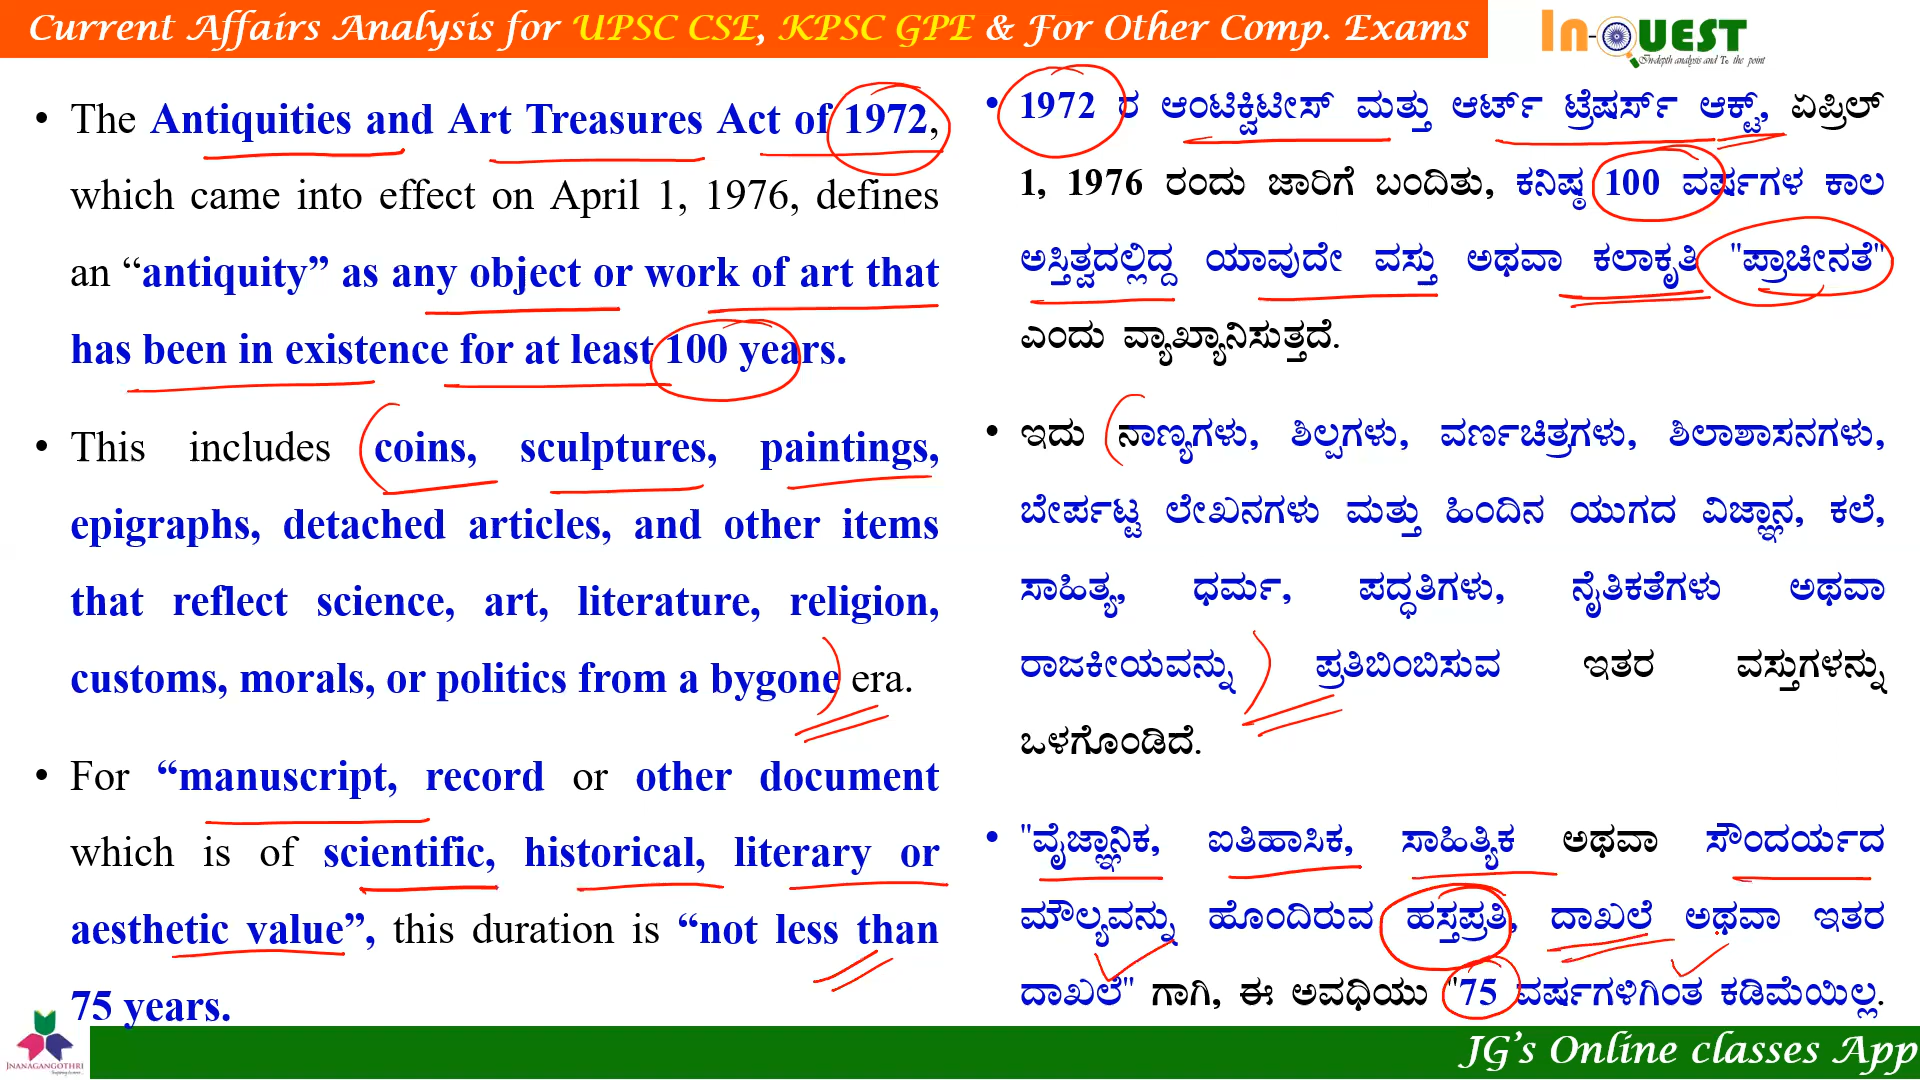 Current Affairs Analysis for UPSC CSE, KPSC GPE & For Other Comp. Exams
In-QUEST
In-depth analysis and To the point
• The Antiquities and Art Treasures Act of 1972,
which came into effect on April 1, 1976, defines
an “antiquity” as any object or work of art that
has been in existence for at least 100 years.
• This includes coins, sculptures, paintings,
epigraphs, detached articles, and other items
that reflect science, art, literature, religion,
customs, morals, or politics from a bygone era.
• For “manuscript, record or other document
which is of scientific, historical, literary or
aesthetic value”, this duration is “not less than
75 years.
• 1972 ರ ಆಂಟಿಕ್ವಿಟೀಸ್ ಮತ್ತು ಆರ್ಟ್ ಟ್ರೆಷರ್ಸ್ ಆಕ್ಟ್, ಏಪ್ರಿಲ್
1, 1976 ರಂದು ಜಾರಿಗೆ ಬಂದಿತು, ಕನಿಷ್ಠ 100 ವರ್ಷಗಳ ಕಾಲ
ಅಸ್ತಿತ್ವದಲ್ಲಿದ್ದ ಯಾವುದೇ ವಸ್ತು ಅಥವಾ ಕಲಾಕೃತಿ "ಪ್ರಾಚೀನತೆ"
ಎಂದು ವ್ಯಾಖ್ಯಾನಿಸುತ್ತದೆ.
• ಇದು ನಾಣ್ಯಗಳು, ಶಿಲ್ಪಗಳು, ವರ್ಣಚಿತ್ರಗಳು, ಶಿಲಾಶಾಸನಗಳು,
ಬೇರ್ಪಟ್ಟ ಲೇಖನಗಳು ಮತ್ತು ಹಿಂದಿನ ಯುಗದ ವಿಜ್ಞಾನ, ಕಲೆ,
ಸಾಹಿತ್ಯ, ಧರ್ಮ, ಪದ್ಧತಿಗಳು, ನೈತಿಕತೆಗಳು ಅಥವಾ
ರಾಜಕೀಯವನ್ನು ಪ್ರತಿಬಿಂಬಿಸುವ ಇತರ ವಸ್ತುಗಳನ್ನು
ಒಳಗೊಂಡಿದೆ.
• "ವೈಜ್ಞಾನಿಕ, ಐತಿಹಾಸಿಕ, ಸಾಹಿತ್ಯಿಕ ಅಥವಾ ಸೌಂದರ್ಯದ
ಮೌಲ್ಯವನ್ನು ಹೊಂದಿರುವ ಹಸ್ತಪ್ರತಿ, ದಾಖಲೆ ಅಥವಾ ಇತರ
ದಾಖಲೆ" ಗಾಗಿ, ಈ ಅವಧಿಯು "75 ವರ್ಷಗಳಿಗಿಂತ ಕಡಿಮೆಯಿಲ್ಲ.
JNANAGANGOTHRI
JG’s Online classes App